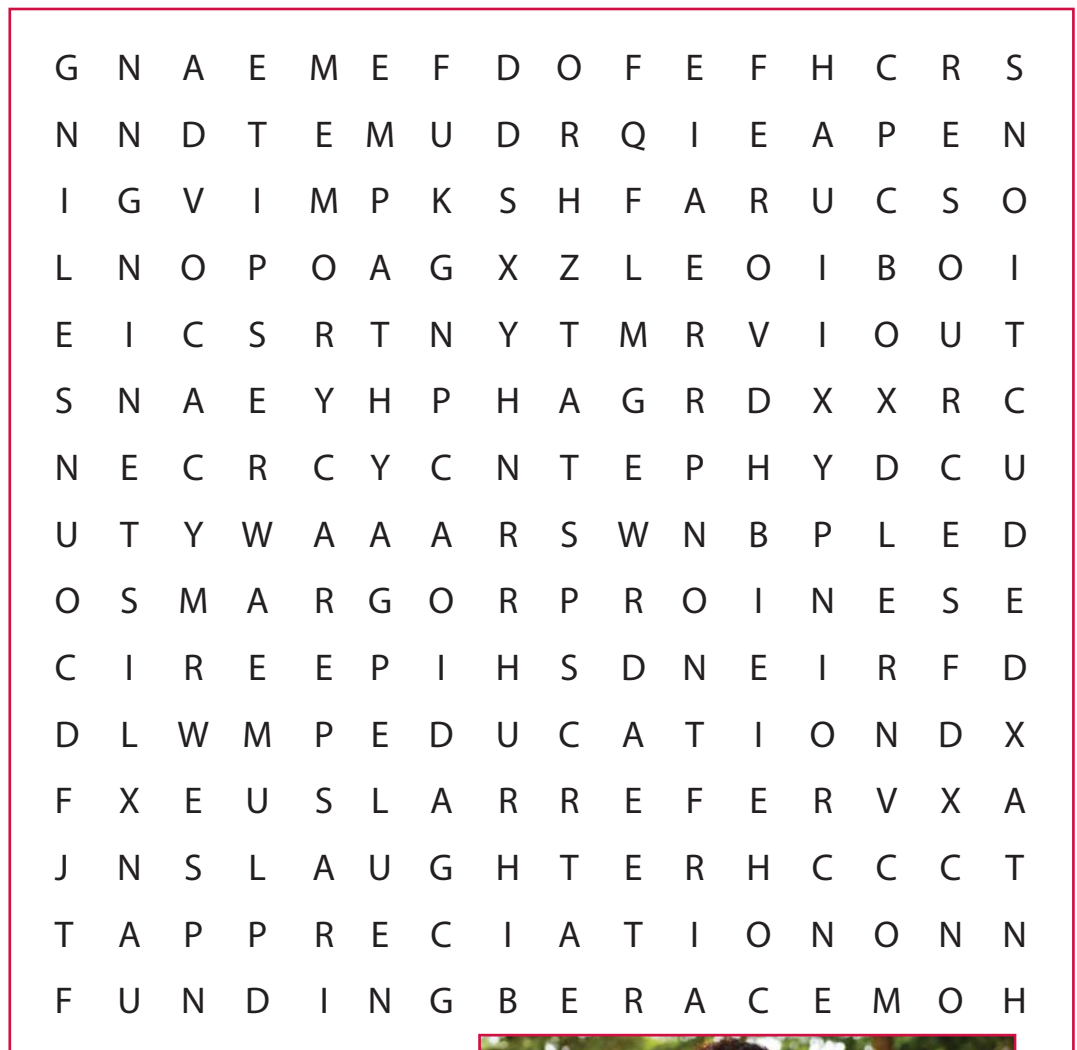 G N A E M E F D O F E F H C R S
N N D T E M U D R Q I E A P E N
I G V I M P K S H F A R U C S O
L N O P O A G X Z L E O I B O I
E I C S R T N Y T M R V I O U T
S N A E Y H P H A G R D X X R C
N E C R C Y C N T E P H Y D C U
U T Y W A A A R S W N B P L E D
O S M A R G O R P R O I N E S E
C I R E E P I H S D N E I R F D
D L W M P E D U C A T I O N D X
F X E U S L A R R E F E R V X A
J N S L A U G H T E R H C C C T
T A P P R E C I A T I O N O N N
F U N D I N G B E R A C E M O H